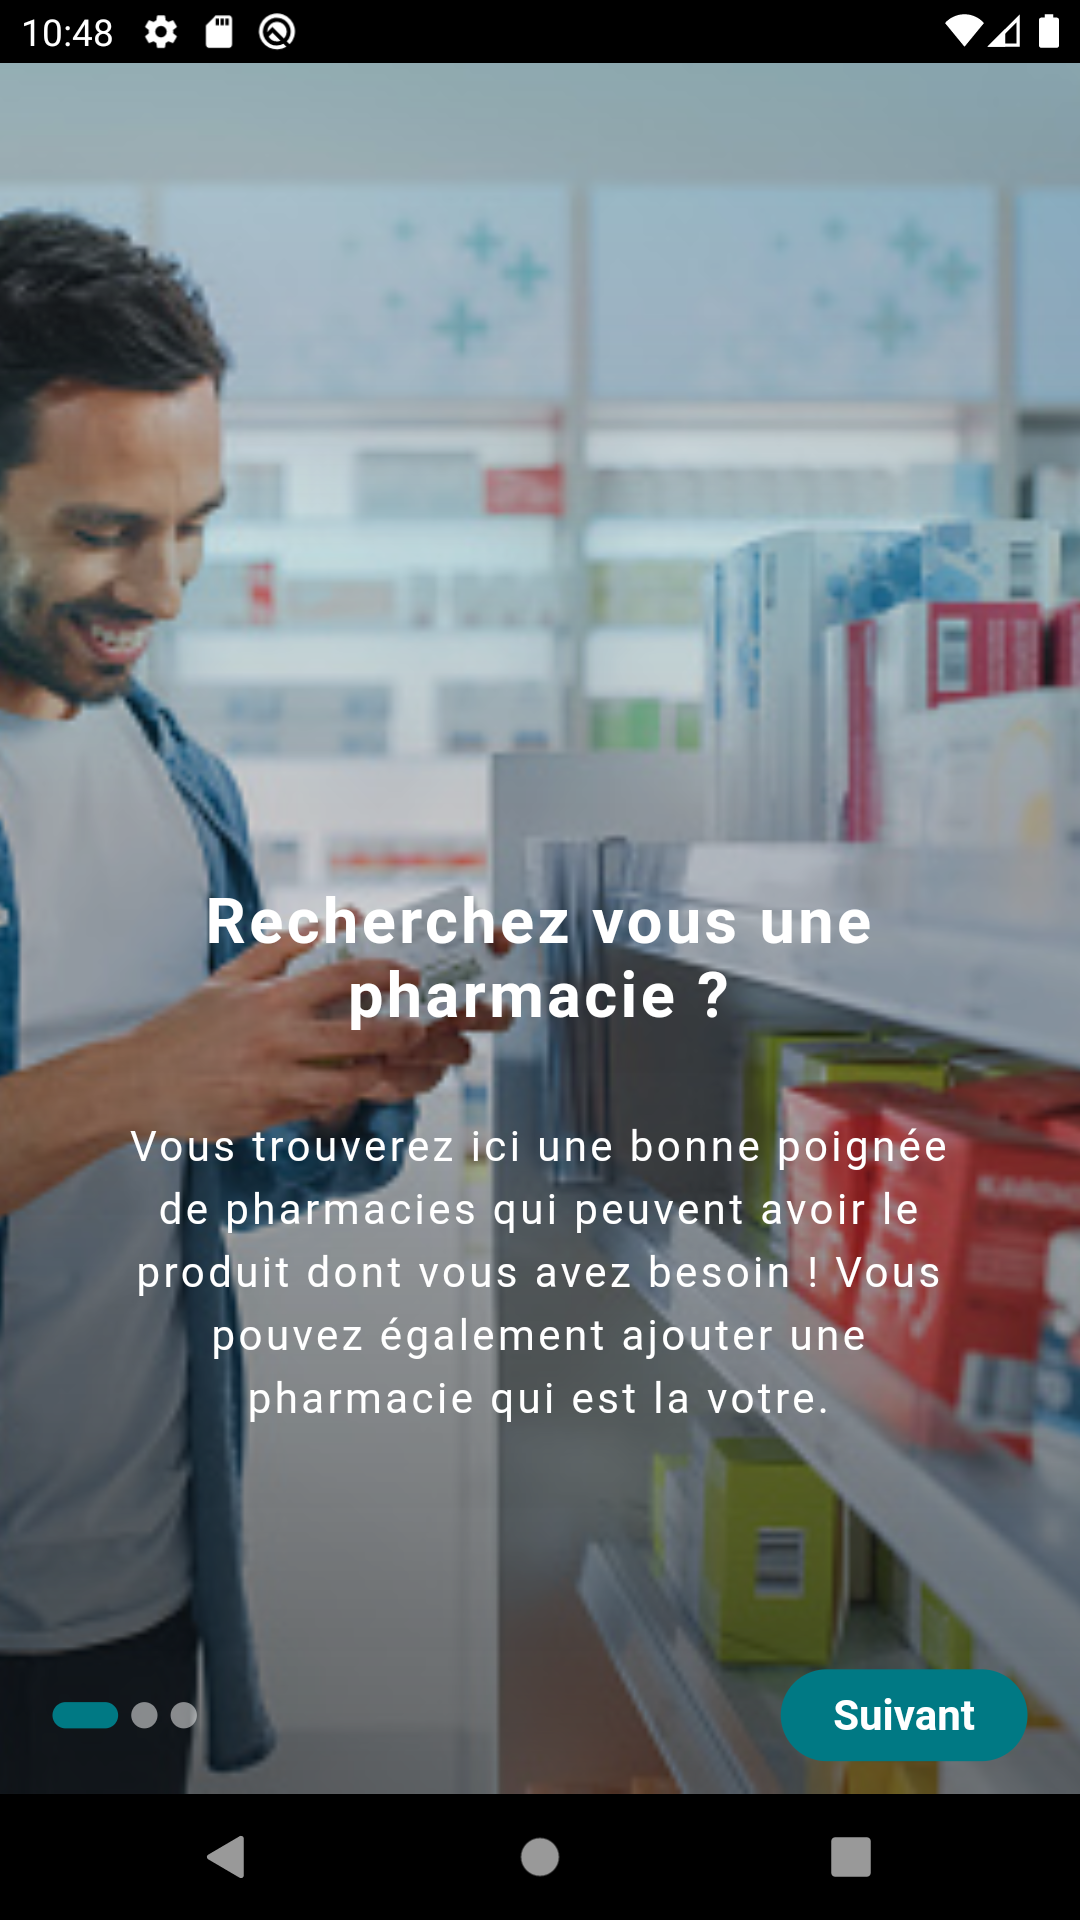 10:48
Recherchez vous une
pharmacie ?
Vous trouverez ici une bonne poignée
de pharmacies qui peuvent avoir le
produit dont vous avez besoin ! Vous
pouvez également ajouter une
pharmacie qui est la votre.
Suivant